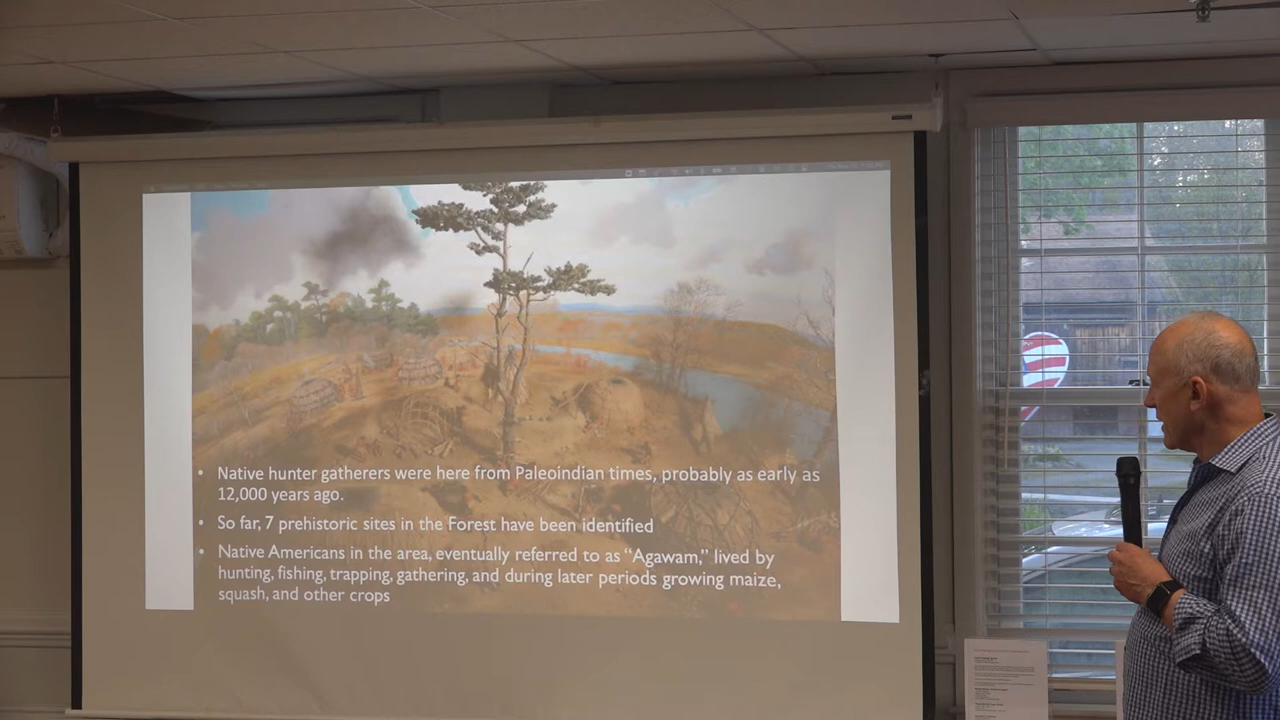 • Native hunter gatherers were here from Paleoindian times, probably as early as
12,000 years ago.
• So far, 7 prehistoric sites in the Forest have been identified
• Native Americans in the area, eventually referred to as “Agawam,” lived by
hunting, fishing, trapping, gathering, and during later periods growing maize,
squash, and other crops